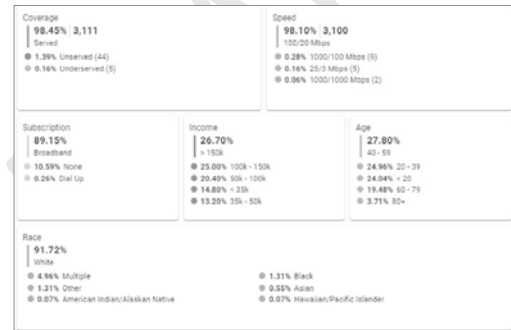 Coverage
98.45% 3,111
Served
1.39% Unserved (44)
0.16% Underserved (5)
Speed
98.10% 3,100
100/20 Mbps
0.28% 1000/100 Mbps (9)
0.16% 25/3 Mbps (5)
0.06% 1000/1000 Mbps (2)
Subscription
89.15%
Broadband
10.59% None
0.26% Dial Up
Income
26.70%
> 150k
25.00% 100k - 150k
20.40% 50k - 100k
14.80% < 35k
13.20% 35k - 50k
Age
27.80%
40 - 59
24.96% 20 - 39
24.04% < 20
19.48% 60 - 79
3.71% 80+
Race
91.72%
White
4.96% Multiple
1.31% Other
0.07% American Indian/Alaskan Native
1.31% Black
0.55% Asian
0.07% Hawaiian/Pacific Islander